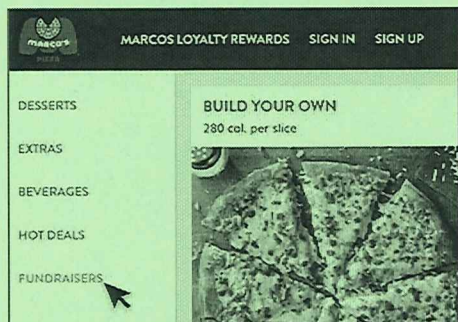 MARCO'S
PIZZA
MARCOS LOYALTY REWARDS SIGN IN SIGN UP
DESSERTS
EXTRAS
BEVERAGES
HOT DEALS
FUNDRAISERS
BUILD YOUR OWN
280 cal. per slice